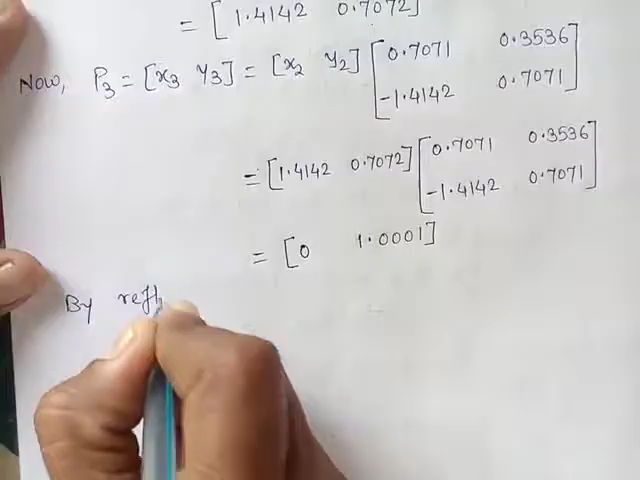 = [1.4142 0.7072]
Now, P3 = [x3 y3] = [x2 y2] [0.7071 0.3536
-1.4142 0.7071]
= [1.4142 0.7072] [0.7071 0.3536
-1.4142 0.7071]
= [0 1.0001]
By refl